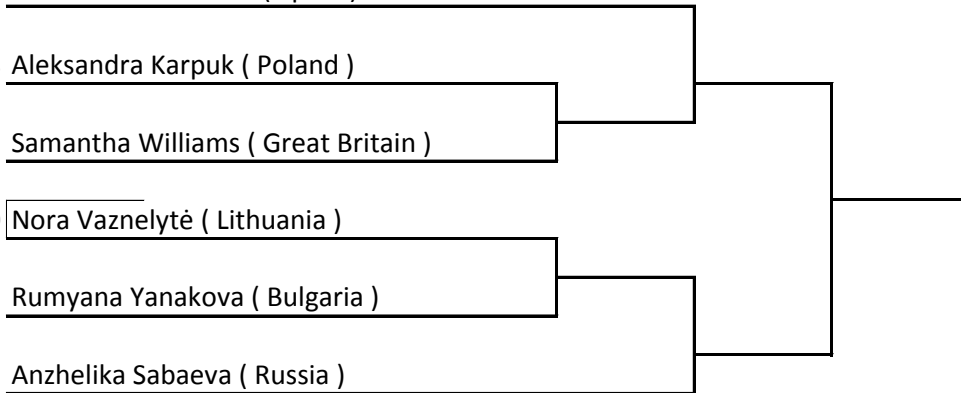 Aleksandra Karpuk ( Poland )
Samantha Williams ( Great Britain )
Nora Vaznelytė ( Lithuania )
Rumyana Yanakova ( Bulgaria )
Anzhelika Sabaeva ( Russia )